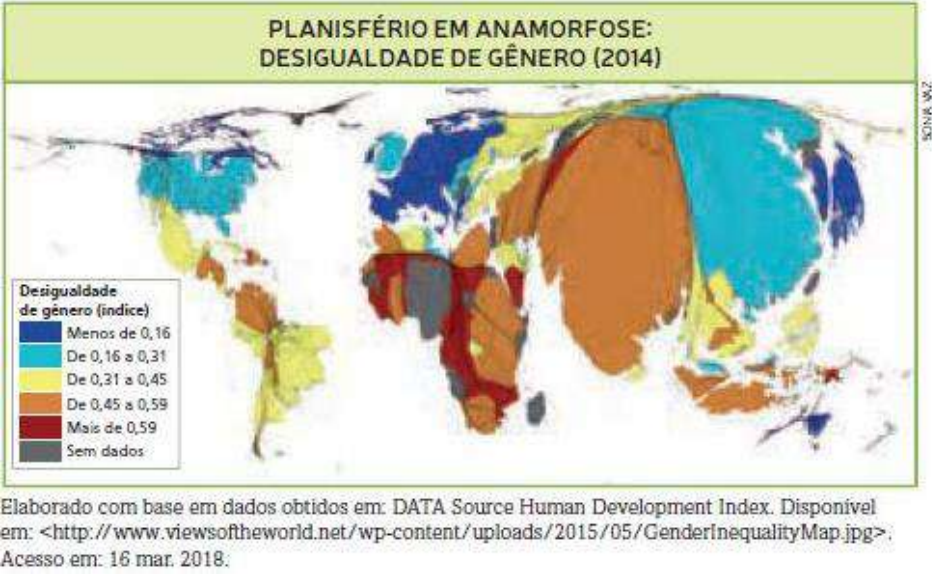 PLANISFÉRIO EM ANAMORFOSE:
DESIGUALDADE DE GÊNERO (2014)
SONIA VAZ
Desigualdade
de gênero (índice)
Menos de 0,16
De 0,16 a 0,31
De 0,31 a 0,45
De 0,45 a 0,59
Mais de 0,59
Sem dados
Elaborado com base em dados obtidos em: DATA Source Human Development Index. Disponível
em: <http://www.viewsoftheworld.net/wp-content/uploads/2015/05/GenderInequalityMap.jpg>.
Acesso em: 16 mar. 2018.